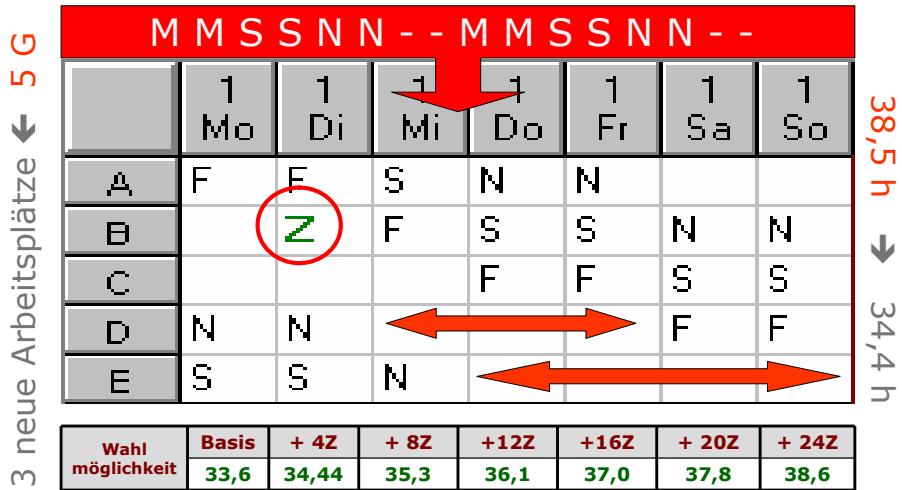 M M S S N N - - M M S S N N - -
1 1 1 1 1 1 1
Mo Di Mi Do Fr Sa So
A F F S N N
B Z F S S N N
C F F S S
D N N F F
E S S N
3 neue Arbeitsplätze ← 5 G
38,5 h → 34,4 h
Wahl möglichkeit Basis + 4Z + 8Z +12Z +16Z + 20Z + 24Z
33,6 34,44 35,3 36,1 37,0 37,8 38,6